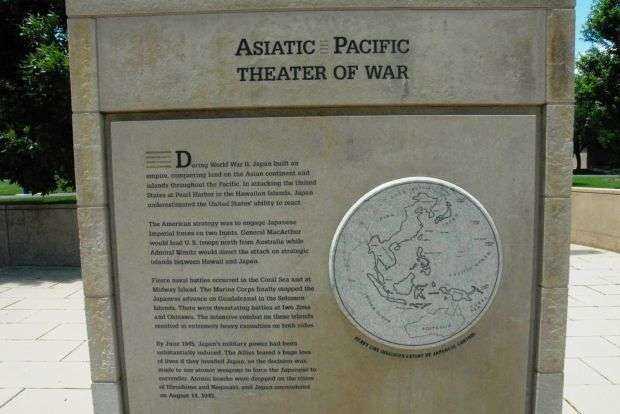 ASIATIC PACIFIC
THEATER OF WAR
During World War II, Japan built an
empire, conquering land on the Asian continent and
islands throughout the Pacific. In attacking the United
States at Pearl Harbor in the Hawaiian Islands, Japan
underestimated the United States' ability to react.
The American strategy was to engage Japanese
Imperial forces on two fronts. General MacArthur
would lead U.S. troops north from Australia while
Admiral Nimitz would direct the attack on strategic
islands between Hawaii and Japan.
Fierce naval battles occurred in the Coral Sea and at
Midway Island. The Marine Corps finally stopped the
Japanese advance on Guadalcanal in the Solomon
Islands. There were devastating battles at Iwo Jima
and Okinawa. The intensive combat on these islands
resulted in extremely heavy casualties on both sides.
By June 1945, Japan's military power had been
substantially reduced. The Allies feared a huge loss
of lives if they invaded Japan, so the decision was
made to use atomic weapons to force the Japanese to
surrender. Atomic bombs were dropped on the cities
of Hiroshima and Nagasaki, and Japan surrendered
on August 14, 1945.
AUSTRALIA
HEAVY LINE INDICATES EXTENT OF JAPANESE CONTROL